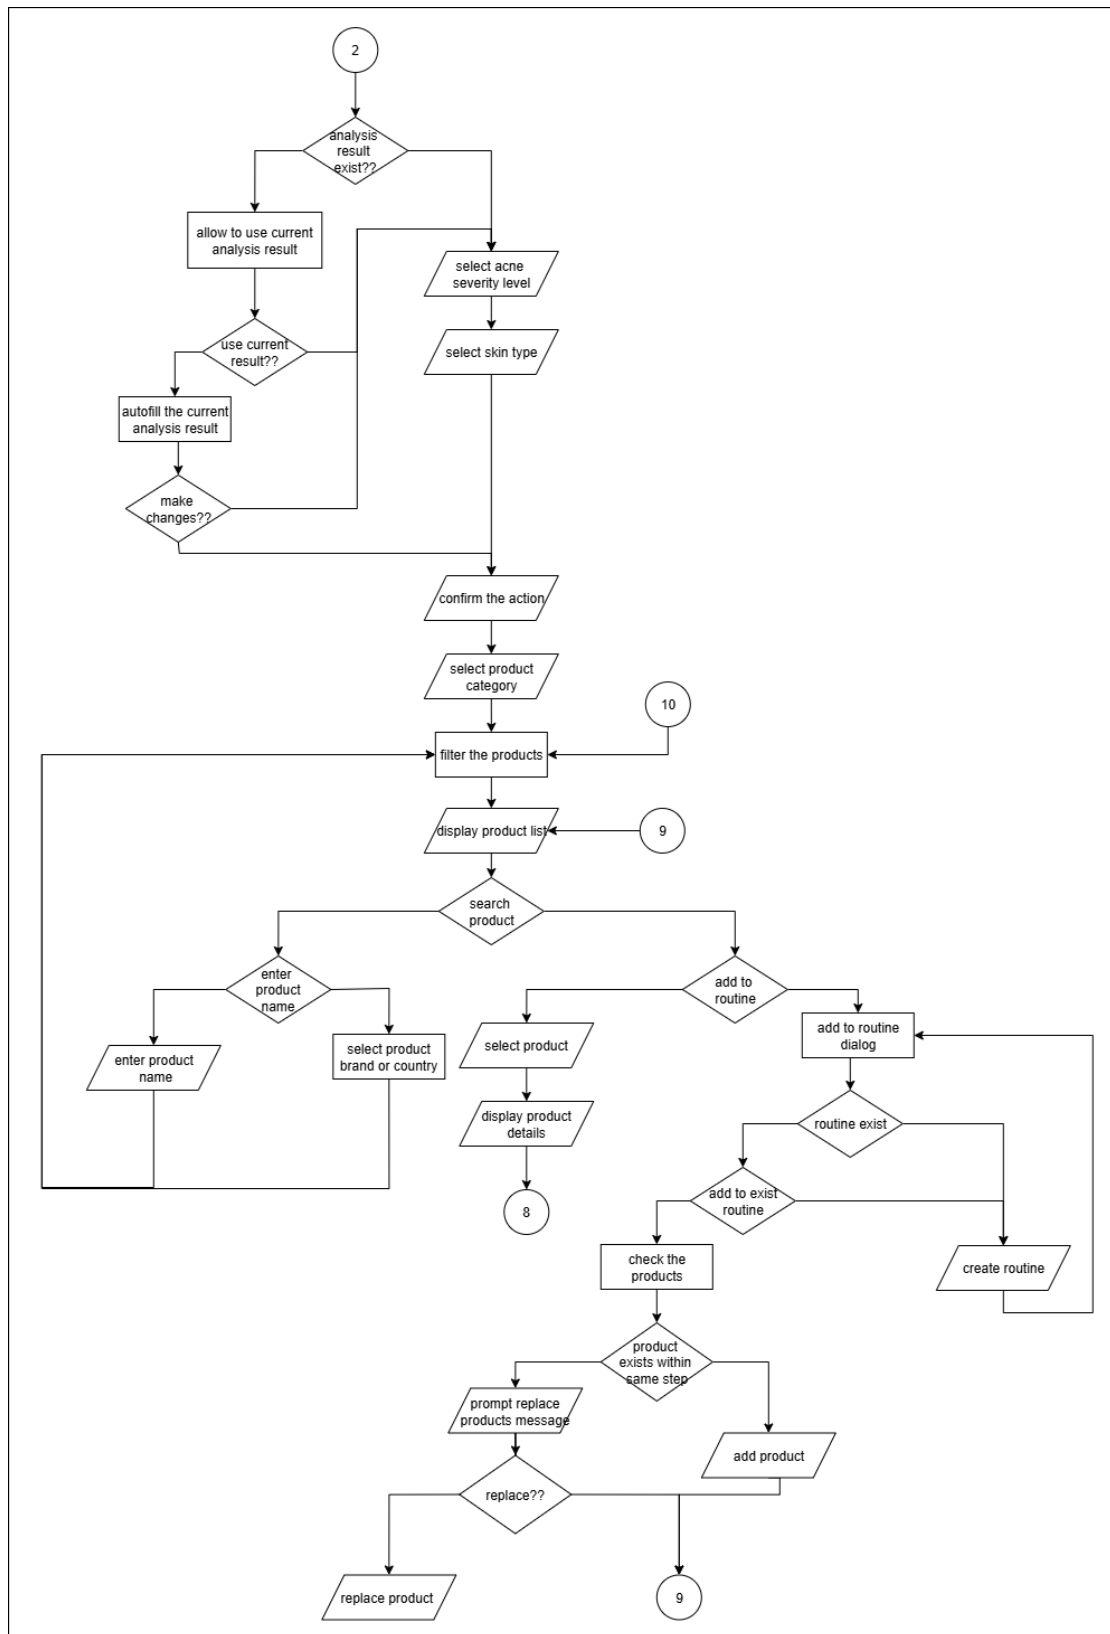 2
analysis
result
exist??
allow to use current
analysis result
select acne
severity level
use current
result??
select skin type
autofill the current
analysis result
make
changes??
confirm the action
select product
category
10
filter the products
display product list
9
search
product
enter
product
name
add to
routine
enter product
name
select product
brand or country
select product
add to routine
dialog
display product
details
routine exist
8
add to exist
routine
check the
products
create routine
product
exists within
same step
prompt replace
products message
add product
replace??
replace product
9